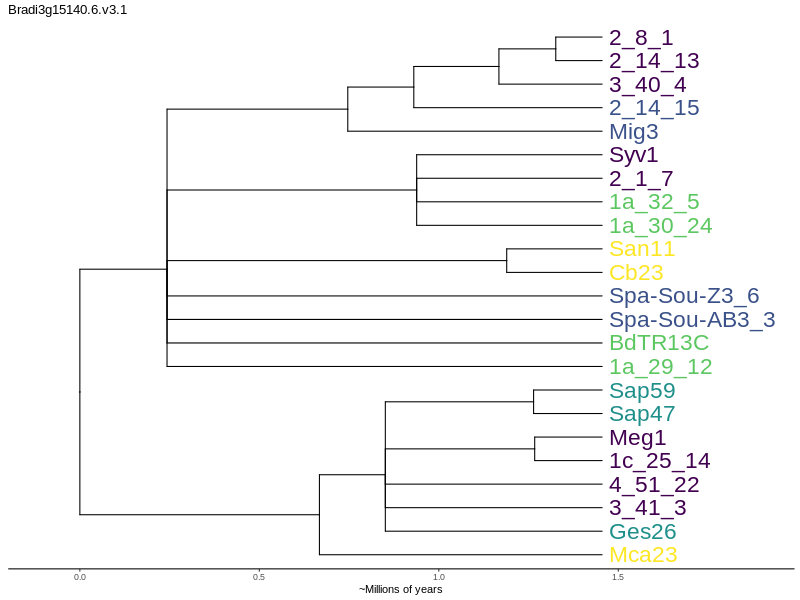 Bradi3g15140.6.v3.1
2_8_1
2_14_13
3_40_4
2_14_15
Mig3
Syv1
2_1_7
1a_32_5
1a_30_24
San11
Cb23
Spa-Sou-Z3_6
Spa-Sou-AB3_3
BdTR13C
1a_29_12
Sap59
Sap47
Meg1
1c_25_14
4_51_22
3_41_3
Ges26
Mca23
0.0 0.5 1.0 1.5
~Millions of years